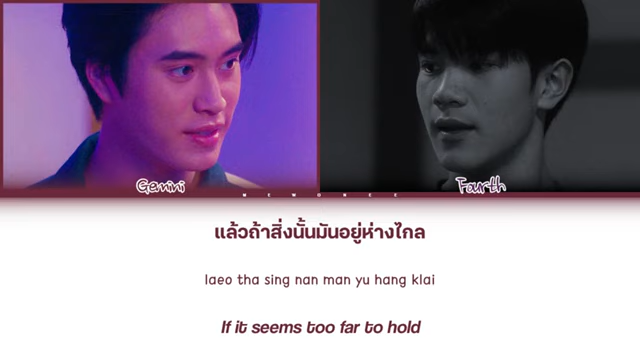 Gemini
Fourth
NEWONEE
แล้วถ้าสิ่งนั้นมันอยู่ห่างไกล
laeo tha sing nan man yu hang klai
If it seems too far to hold